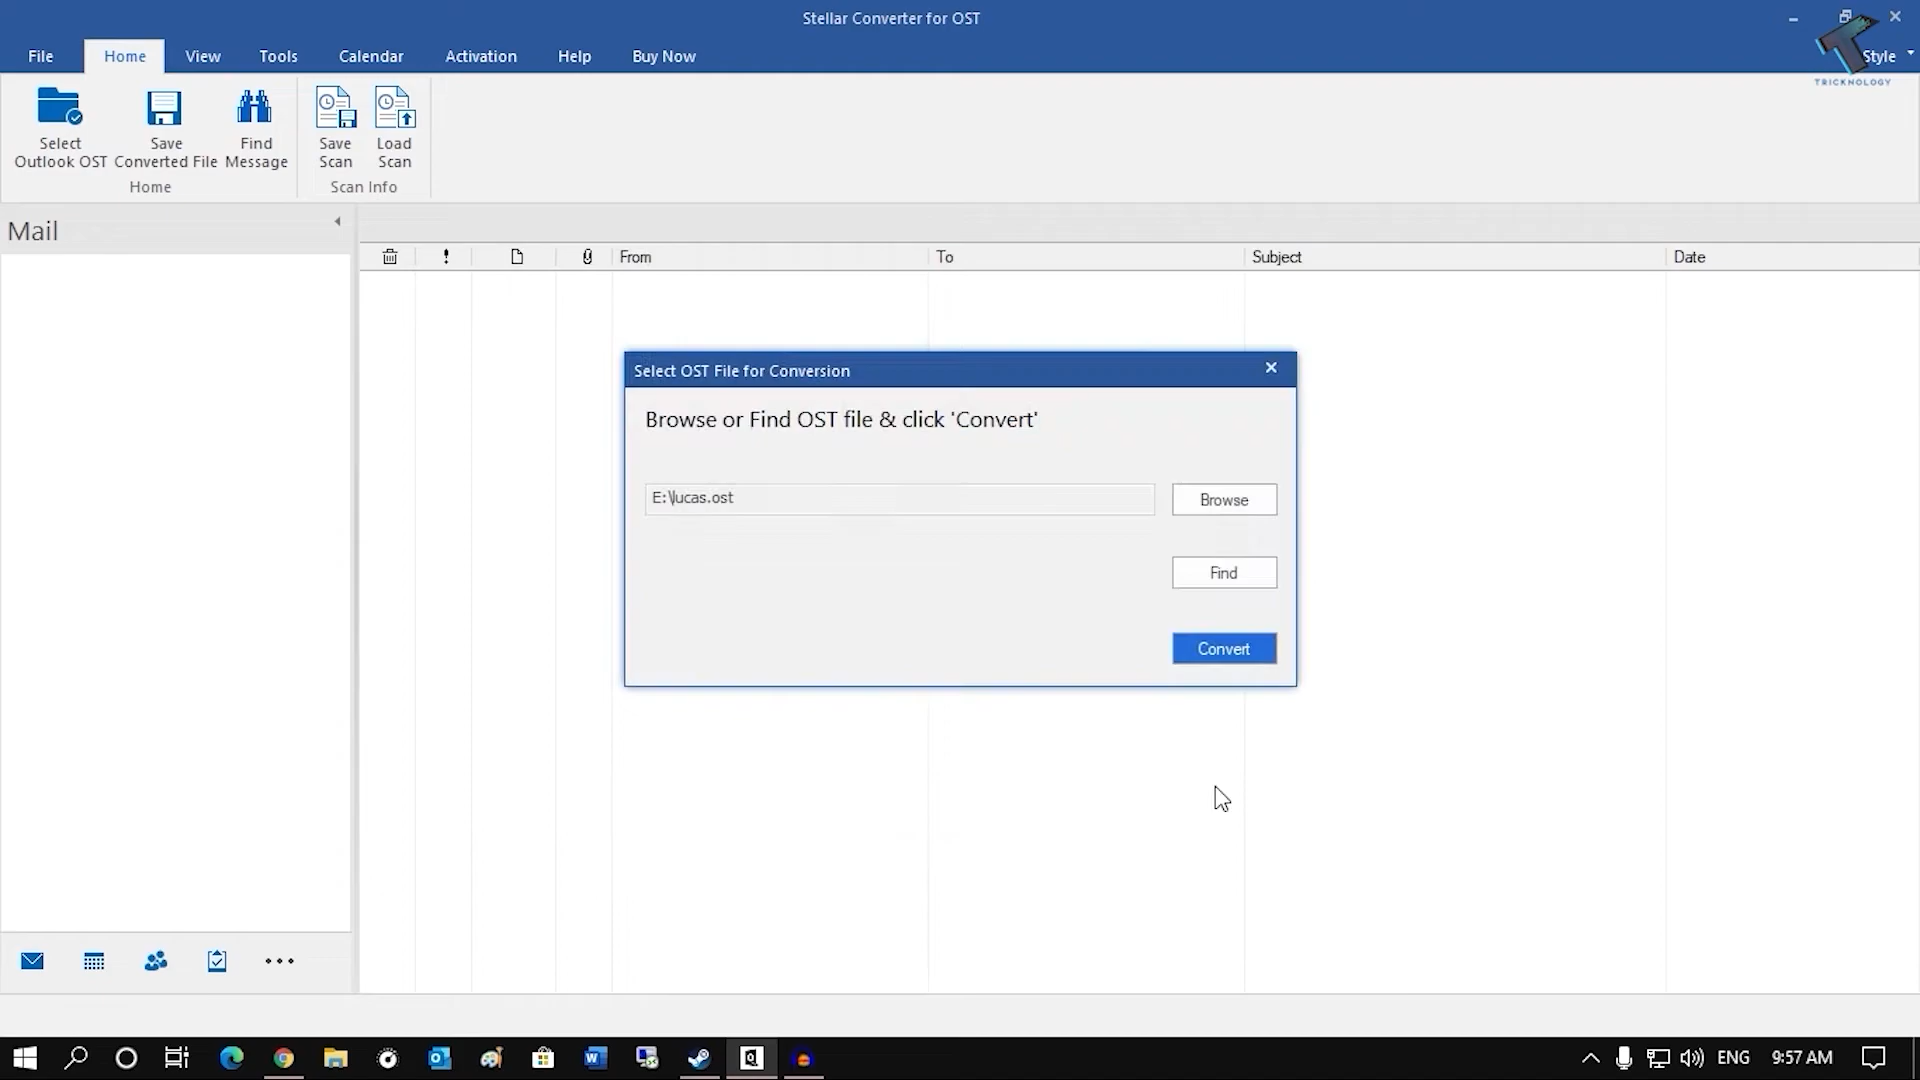 Stellar Converter for OST
File Home View Tools Calendar Activation Help Buy Now Style
TRICKNOLOGY
Select Outlook OST
Save Converted File
Find Message
Save Scan
Load Scan
Home
Scan Info
Mail
From To Subject Date
Select OST File for Conversion
Browse or Find OST file & click 'Convert'
E:\lucas.ost
Browse
Find
Convert
ENG 9:57 AM